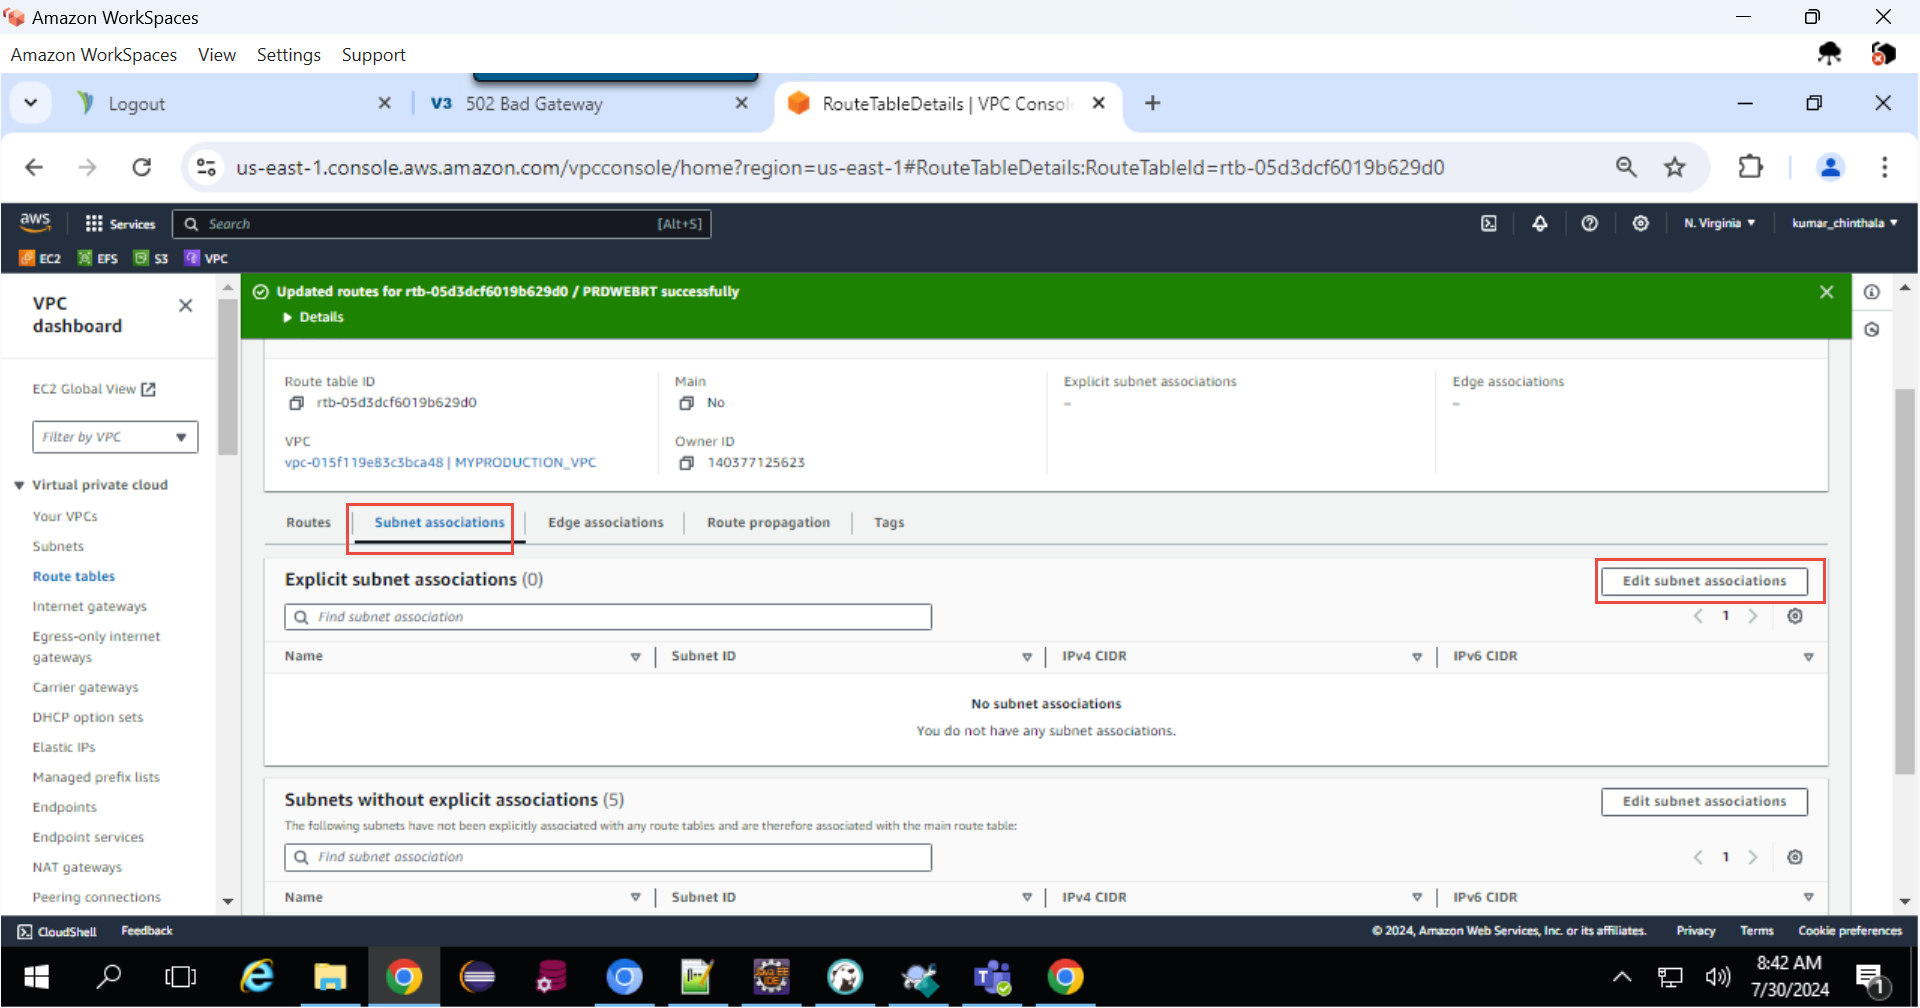 Amazon WorkSpaces
Amazon WorkSpaces View Settings Support
Logout
V3 502 Bad Gateway
RouteTableDetails | VPC Consol
us-east-1.console.aws.amazon.com/vpcconsole/home?region=us-east-1#RouteTableDetails:RouteTableId=rtb-05d3dcf6019b629d0
aws Services Search [Alt+S] N. Virginia kumar_chinthala
EC2 EFS S3 VPC
VPC
dashboard
EC2 Global View
Filter by VPC
Virtual private cloud
Your VPCs
Subnets
Route tables
Internet gateways
Egress-only internet
gateways
Carrier gateways
DHCP option sets
Elastic IPs
Managed prefix lists
Endpoints
Endpoint services
NAT gateways
Peering connections
Updated routes for rtb-05d3dcf6019b629d0 / PRDWEBRT successfully
Details
Route table ID
rtb-05d3dcf6019b629d0
Main
No
Explicit subnet associations
–
Edge associations
–
VPC
vpc-015f119e83c3bca48 | MYPRODUCTION_VPC
Owner ID
140377125623
Routes Subnet associations Edge associations Route propagation Tags
Explicit subnet associations (0)
Edit subnet associations
Find subnet association
1
Name Subnet ID IPv4 CIDR IPv6 CIDR
No subnet associations
You do not have any subnet associations.
Subnets without explicit associations (5)
Edit subnet associations
The following subnets have not been explicitly associated with any route tables and are therefore associated with the main route table:
Find subnet association
1
Name Subnet ID IPv4 CIDR IPv6 CIDR
CloudShell Feedback © 2024, Amazon Web Services, Inc. or its affiliates. Privacy Terms Cookie preferences
8:42 AM
7/30/2024
1